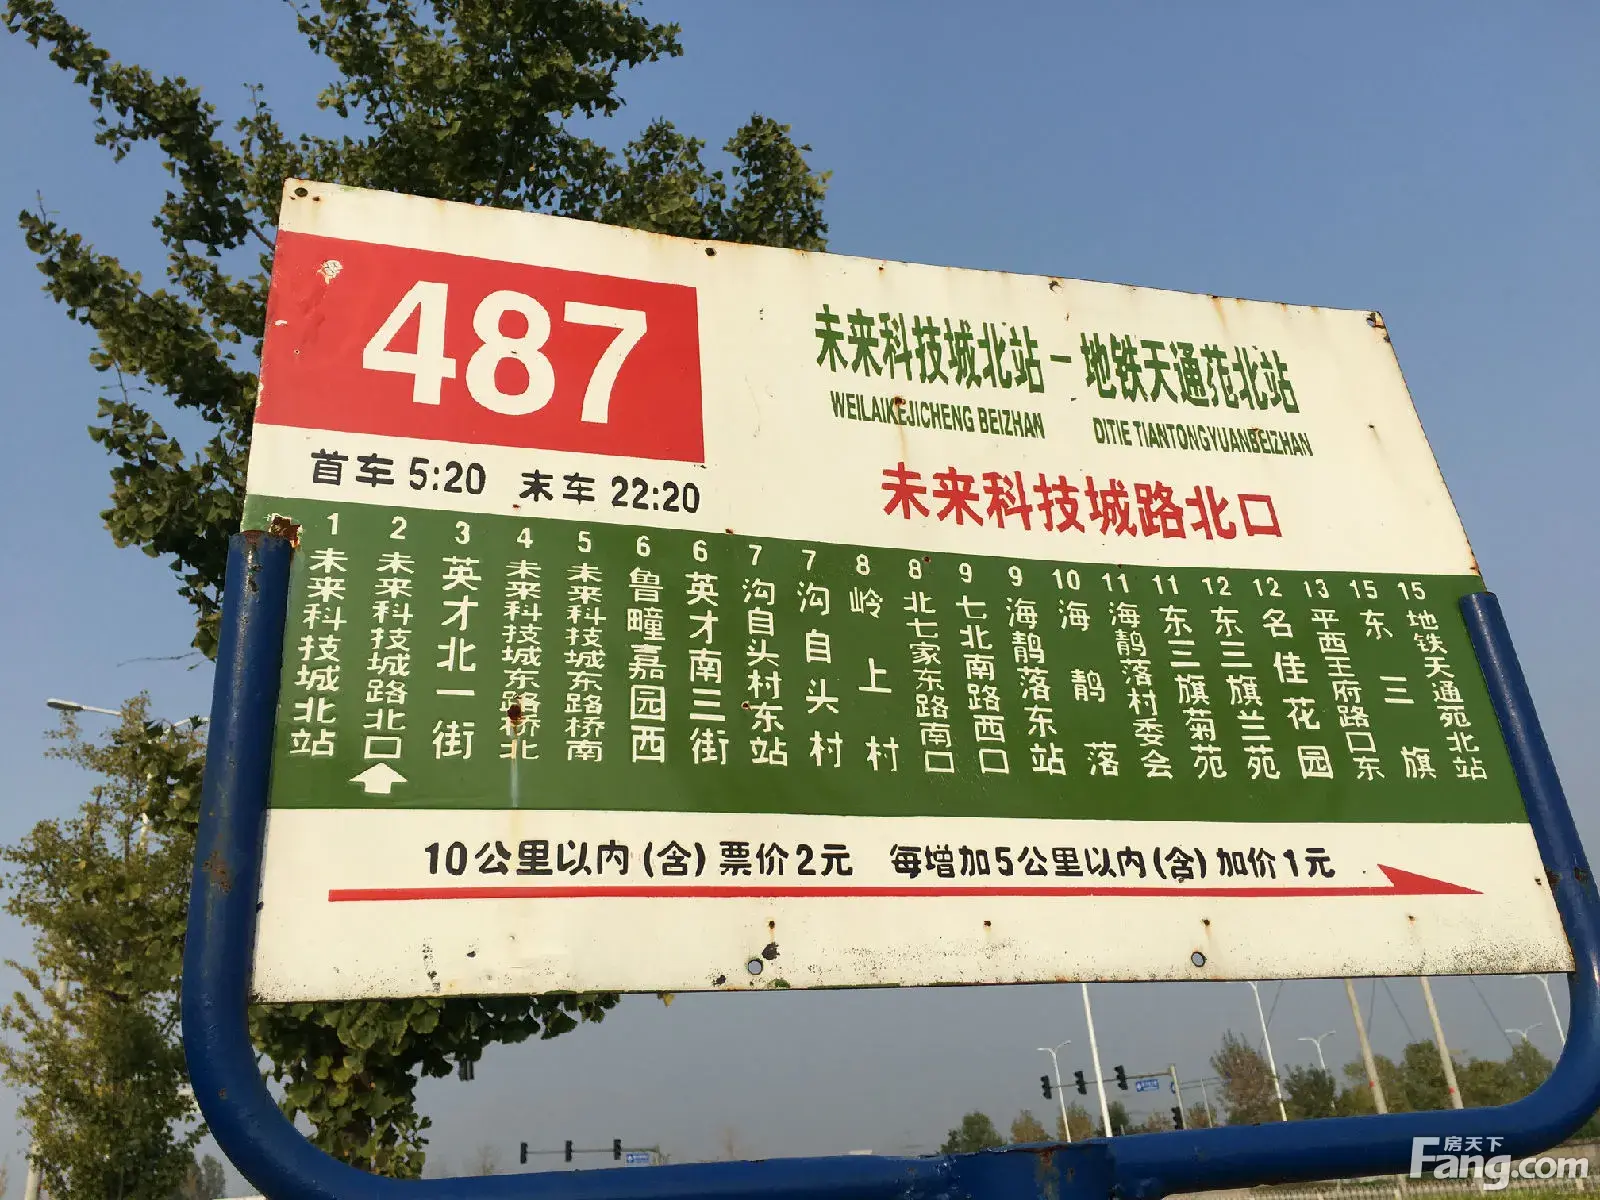 487
未来科技城北站－地铁天通苑北站
WEILAIKEJICHENG BEIZHAN DITIE TIANTONGYUANBEIZHAN
首车 5:20 末车 22:20
未来科技城路北口
1 未来科技城北站
2 未来科技城路北口
3 英才北一街
4 未来科技城东路桥北
5 未来科技城东路桥南
6 鲁疃嘉园西
6 英才南三街
7 沟自头村东站
7 沟自头村
8 岭上村
8 北七家东路南口
9 七北南路西口
9 海鹊落东站
10 海鹊落
11 海鹊落村委会
11 东三旗菊苑
12 东三旗兰苑
12 名佳花园
13 平西王府路口东
15 东三旗
15 地铁天通苑北站
10公里以内(含)票价2元 每增加5公里以内(含)加价1元
房天下
Fang.com